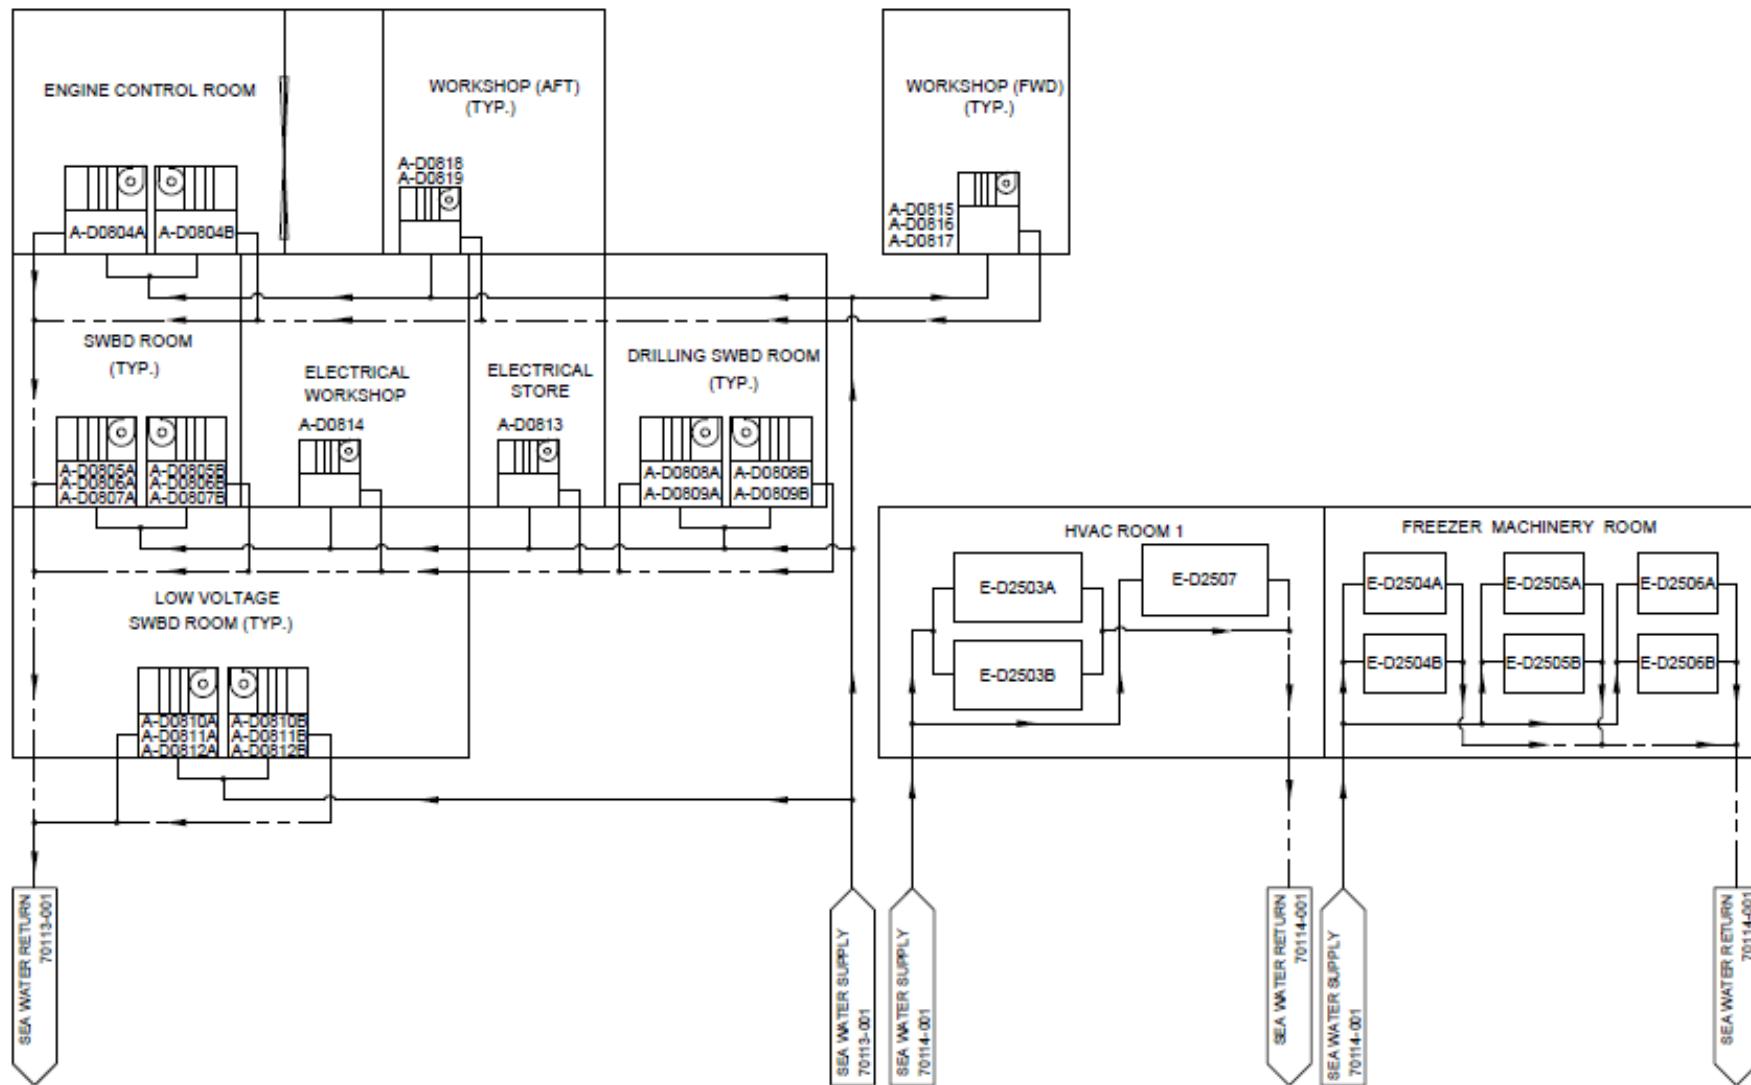 ENGINE CONTROL ROOM
WORKSHOP (AFT)
(TYP.)
WORKSHOP (FWD)
(TYP.)
A-D0818
A-D0819
A-D0804A
A-D0804B
A-D0815
A-D0816
A-D0817
SWBD ROOM
(TYP.)
ELECTRICAL
WORKSHOP
ELECTRICAL
STORE
DRILLING SWBD ROOM
(TYP.)
A-D0814
A-D0813
A-D0805A
A-D0806A
A-D0807A
A-D0805B
A-D0806B
A-D0807B
A-D0808A
A-D0809A
A-D0808B
A-D0809B
HVAC ROOM 1
FREEZER MACHINERY ROOM
E-D2503A
E-D2507
E-D2503B
E-D2504A
E-D2505A
E-D2506A
E-D2504B
E-D2505B
E-D2506B
LOW VOLTAGE
SWBD ROOM (TYP.)
A-D0810A
A-D0811A
A-D0812A
A-D0810B
A-D0811B
A-D0812B
SEA WATER RETURN
70113-001
SEA WATER SUPPLY
70113-001
SEA WATER SUPPLY
70114-001
SEA WATER RETURN
70114-001
SEA WATER SUPPLY
70114-001
SEA WATER RETURN
70114-001